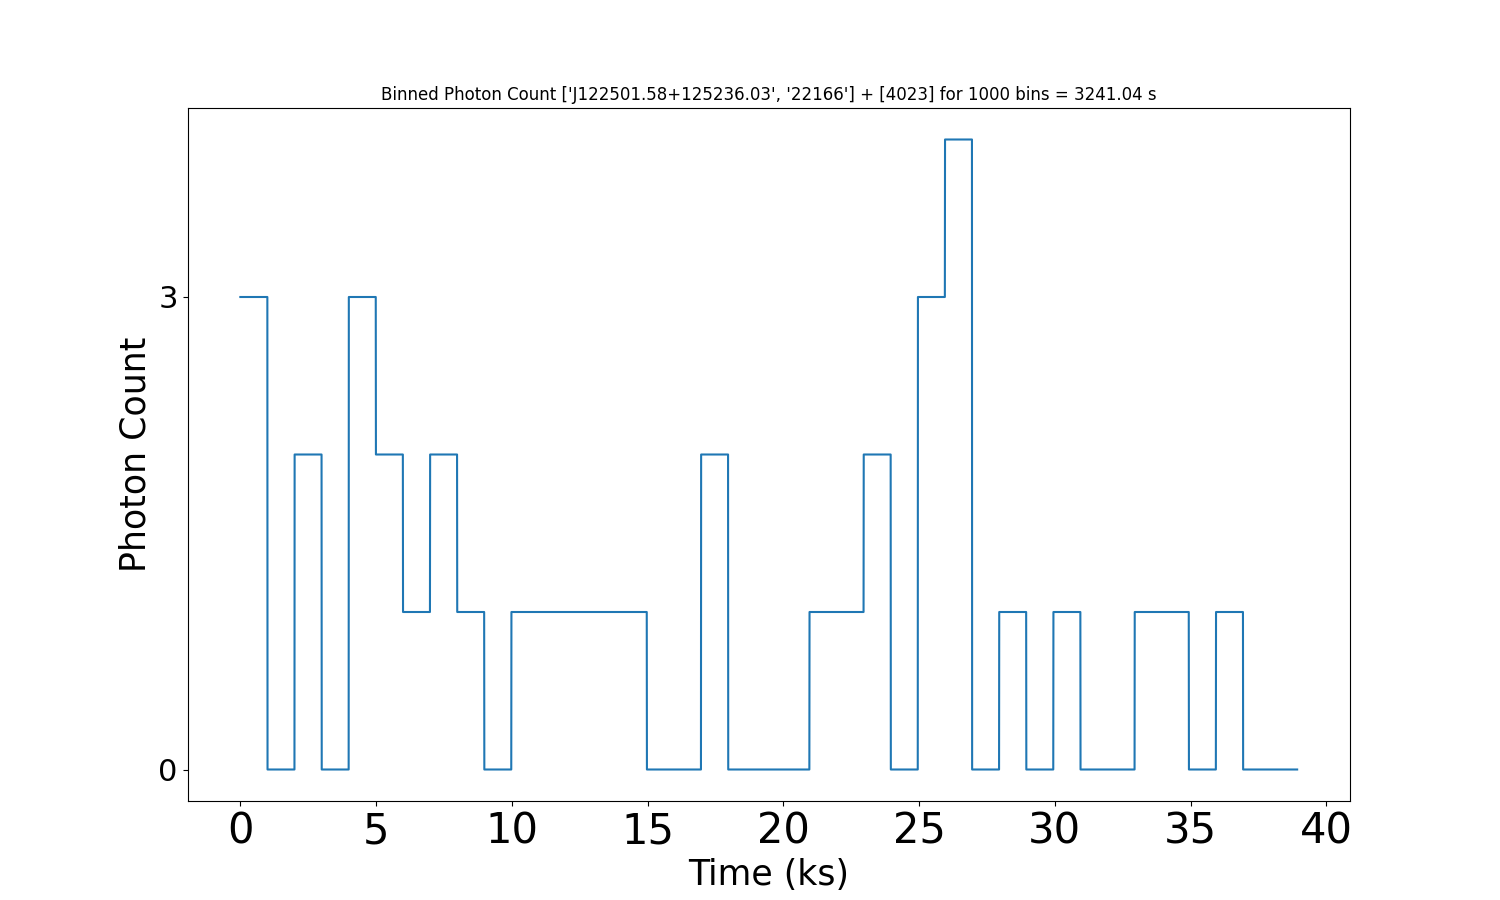 Binned Photon Count ['J122501.58+125236.03', '22166'] + [4023] for 1000 bins = 3241.04 s
3
0
Photon Count
0 5 10 15 20 25 30 35 40
Time (ks)